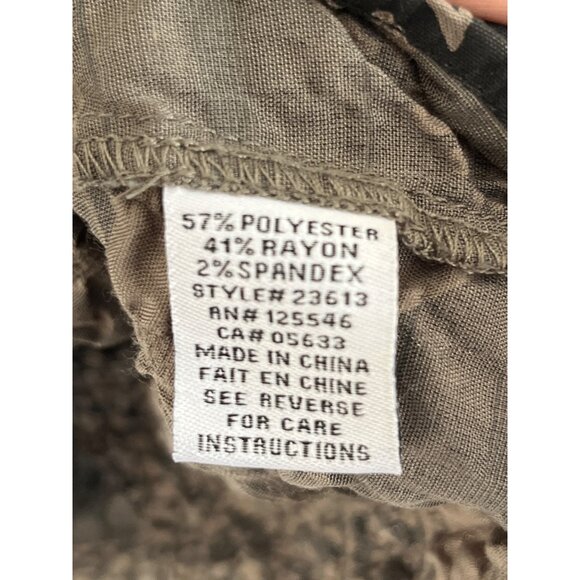 57% POLYESTER
41% RAYON
2% SPANDEX
STYLE# 23613
RN# 125546
CA# 05633
MADE IN CHINA
FAIT EN CHINE
SEE REVERSE
FOR CARE
INSTRUCTIONS